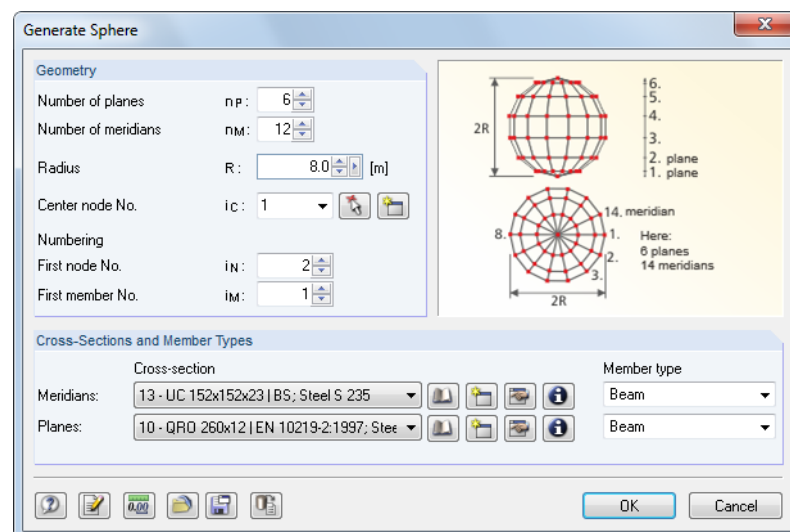 Generate Sphere
Geometry
Number of planes nP: 6
Number of meridians nM: 12
Radius R: 8.0 [m]
Center node No. iC: 1
Numbering
First node No. iN: 2
First member No. iM: 1
2R
6.
5.
4.
3.
2. plane
1. plane
14. meridian
8.
1.
2.
3.
Here:
6 planes
14 meridians
2R
Cross-Sections and Member Types
Cross-section
Member type
Meridians: 13 - UC 152x152x23 | BS; Steel S 235 Beam
Planes: 10 - QRO 260x12 | EN 10219-2:1997; Stee Beam
0.00
OK
Cancel